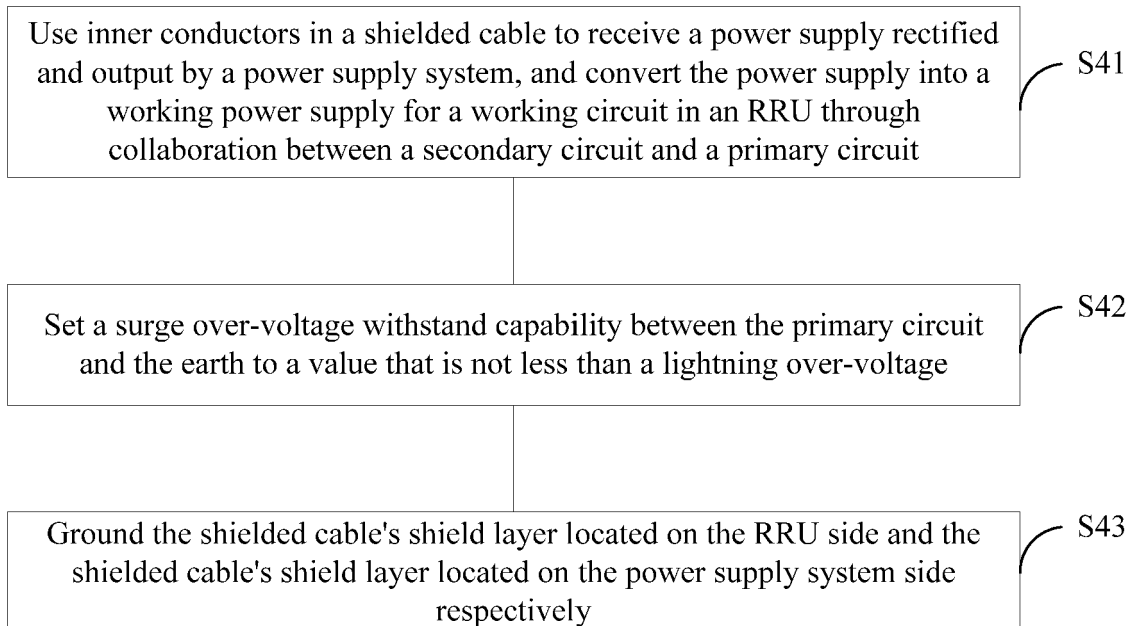 Use inner conductors in a shielded cable to receive a power supply rectified
and output by a power supply system, and convert the power supply into a
working power supply for a working circuit in an RRU through
collaboration between a secondary circuit and a primary circuit
S41
Set a surge over-voltage withstand capability between the primary circuit
and the earth to a value that is not less than a lightning over-voltage
S42
Ground the shielded cable's shield layer located on the RRU side and the
shielded cable's shield layer located on the power supply system side
respectively
S43